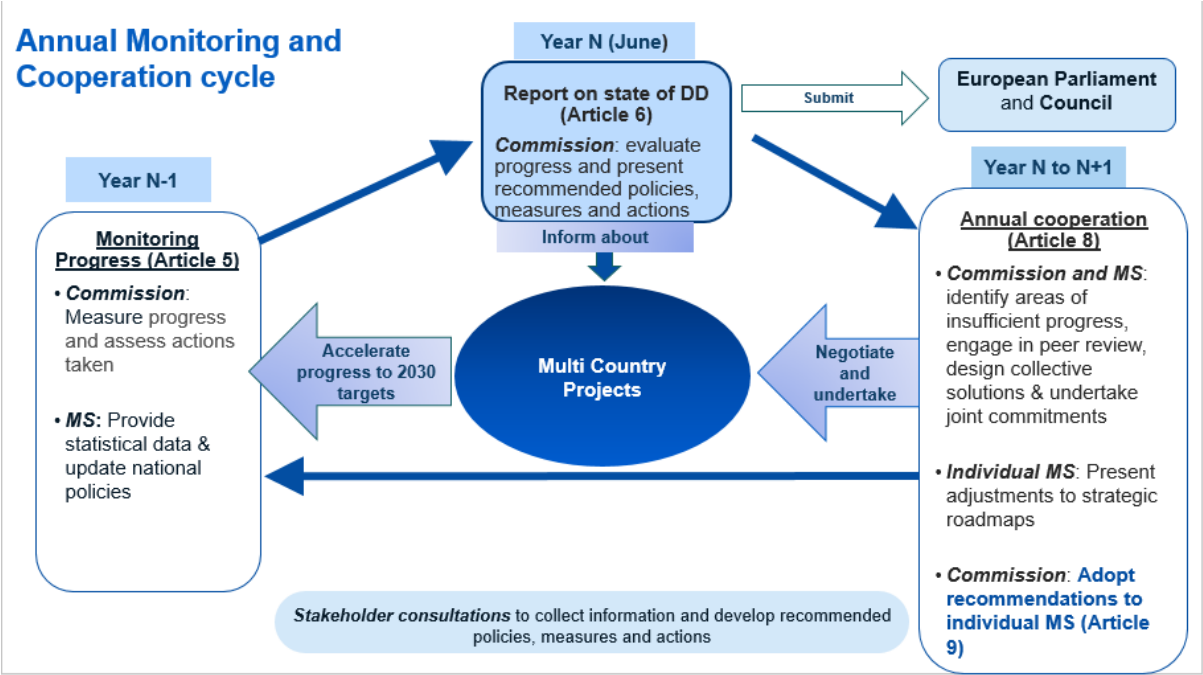 Annual Monitoring and
Cooperation cycle
Year N (June)
Report on state of DD
(Article 6)
Commission: evaluate
progress and present
recommended policies,
measures and actions
Submit
European Parliament
and Council
Year N-1
Monitoring
Progress (Article 5)
• Commission:
Measure progress
and assess actions
taken
• MS: Provide
statistical data &
update national
policies
Inform about
Multi Country
Projects
Accelerate
progress to 2030
targets
Negotiate
and
undertake
Year N to N+1
Annual cooperation
(Article 8)
• Commission and MS:
identify areas of
insufficient progress,
engage in peer review,
design collective
solutions & undertake
joint commitments
• Individual MS: Present
adjustments to strategic
roadmaps
• Commission: Adopt
recommendations to
individual MS (Article
9)
Stakeholder consultations to collect information and develop recommended
policies, measures and actions